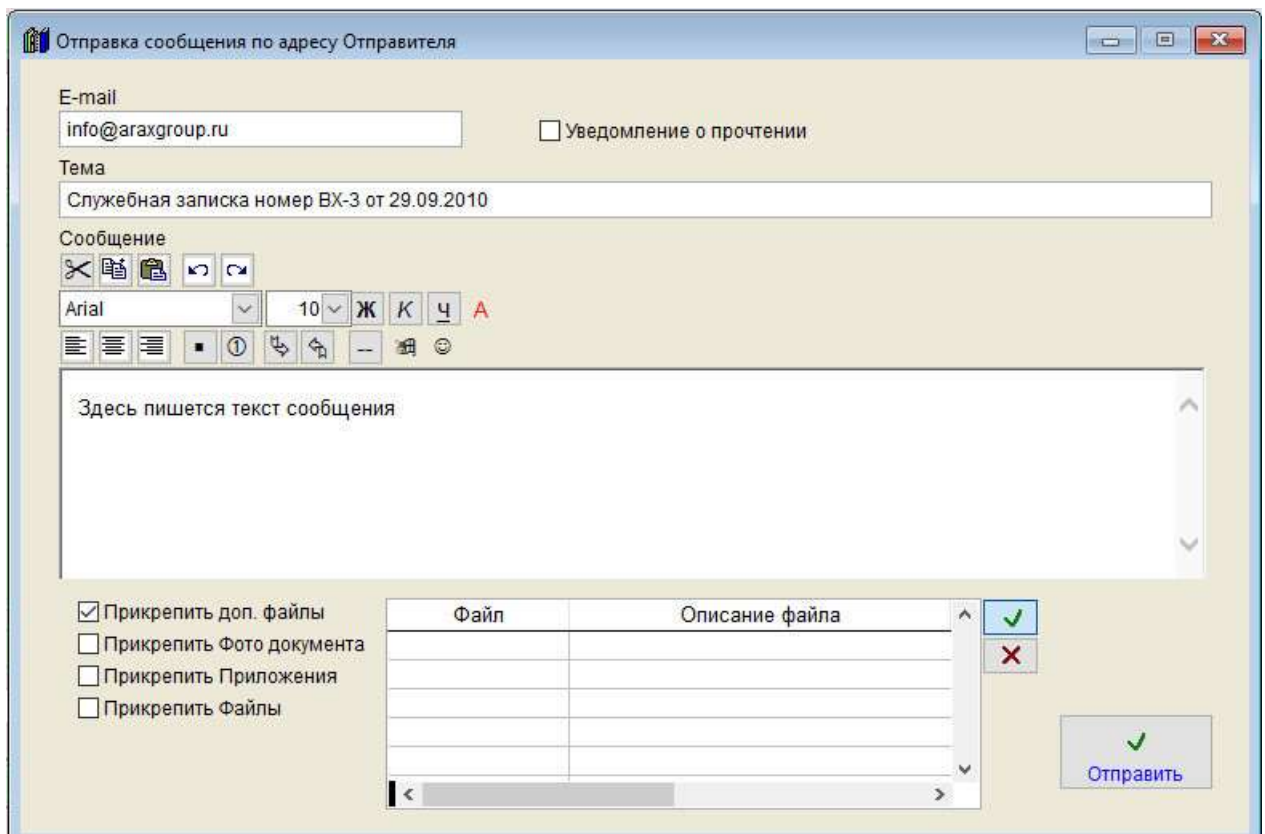 Отправка сообщения по адресу Отправителя
E-mail
info@araxgroup.ru
Уведомление о прочтении
Тема
Служебная записка номер ВХ-3 от 29.09.2010
Сообщение
Arial 10 Ж К Ч А
Здесь пишется текст сообщения
Прикрепить доп. файлы
Прикрепить Фото документа
Прикрепить Приложения
Прикрепить Файлы
Файл Описание файла
Отправить